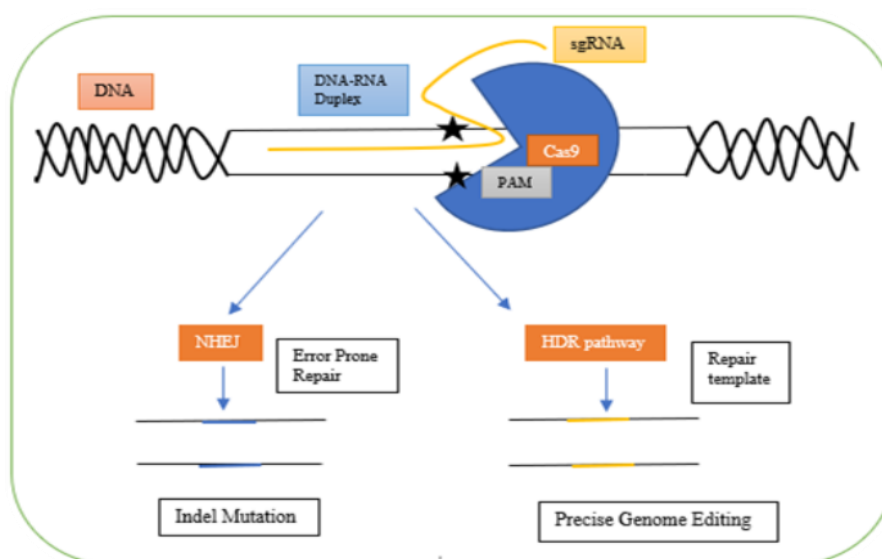 sgRNA
DNA
DNA-RNA
Duplex
Cas9
PAM
NHEJ
Error Prone
Repair
HDR pathway
Repair
template
Indel Mutation
Precise Genome Editing